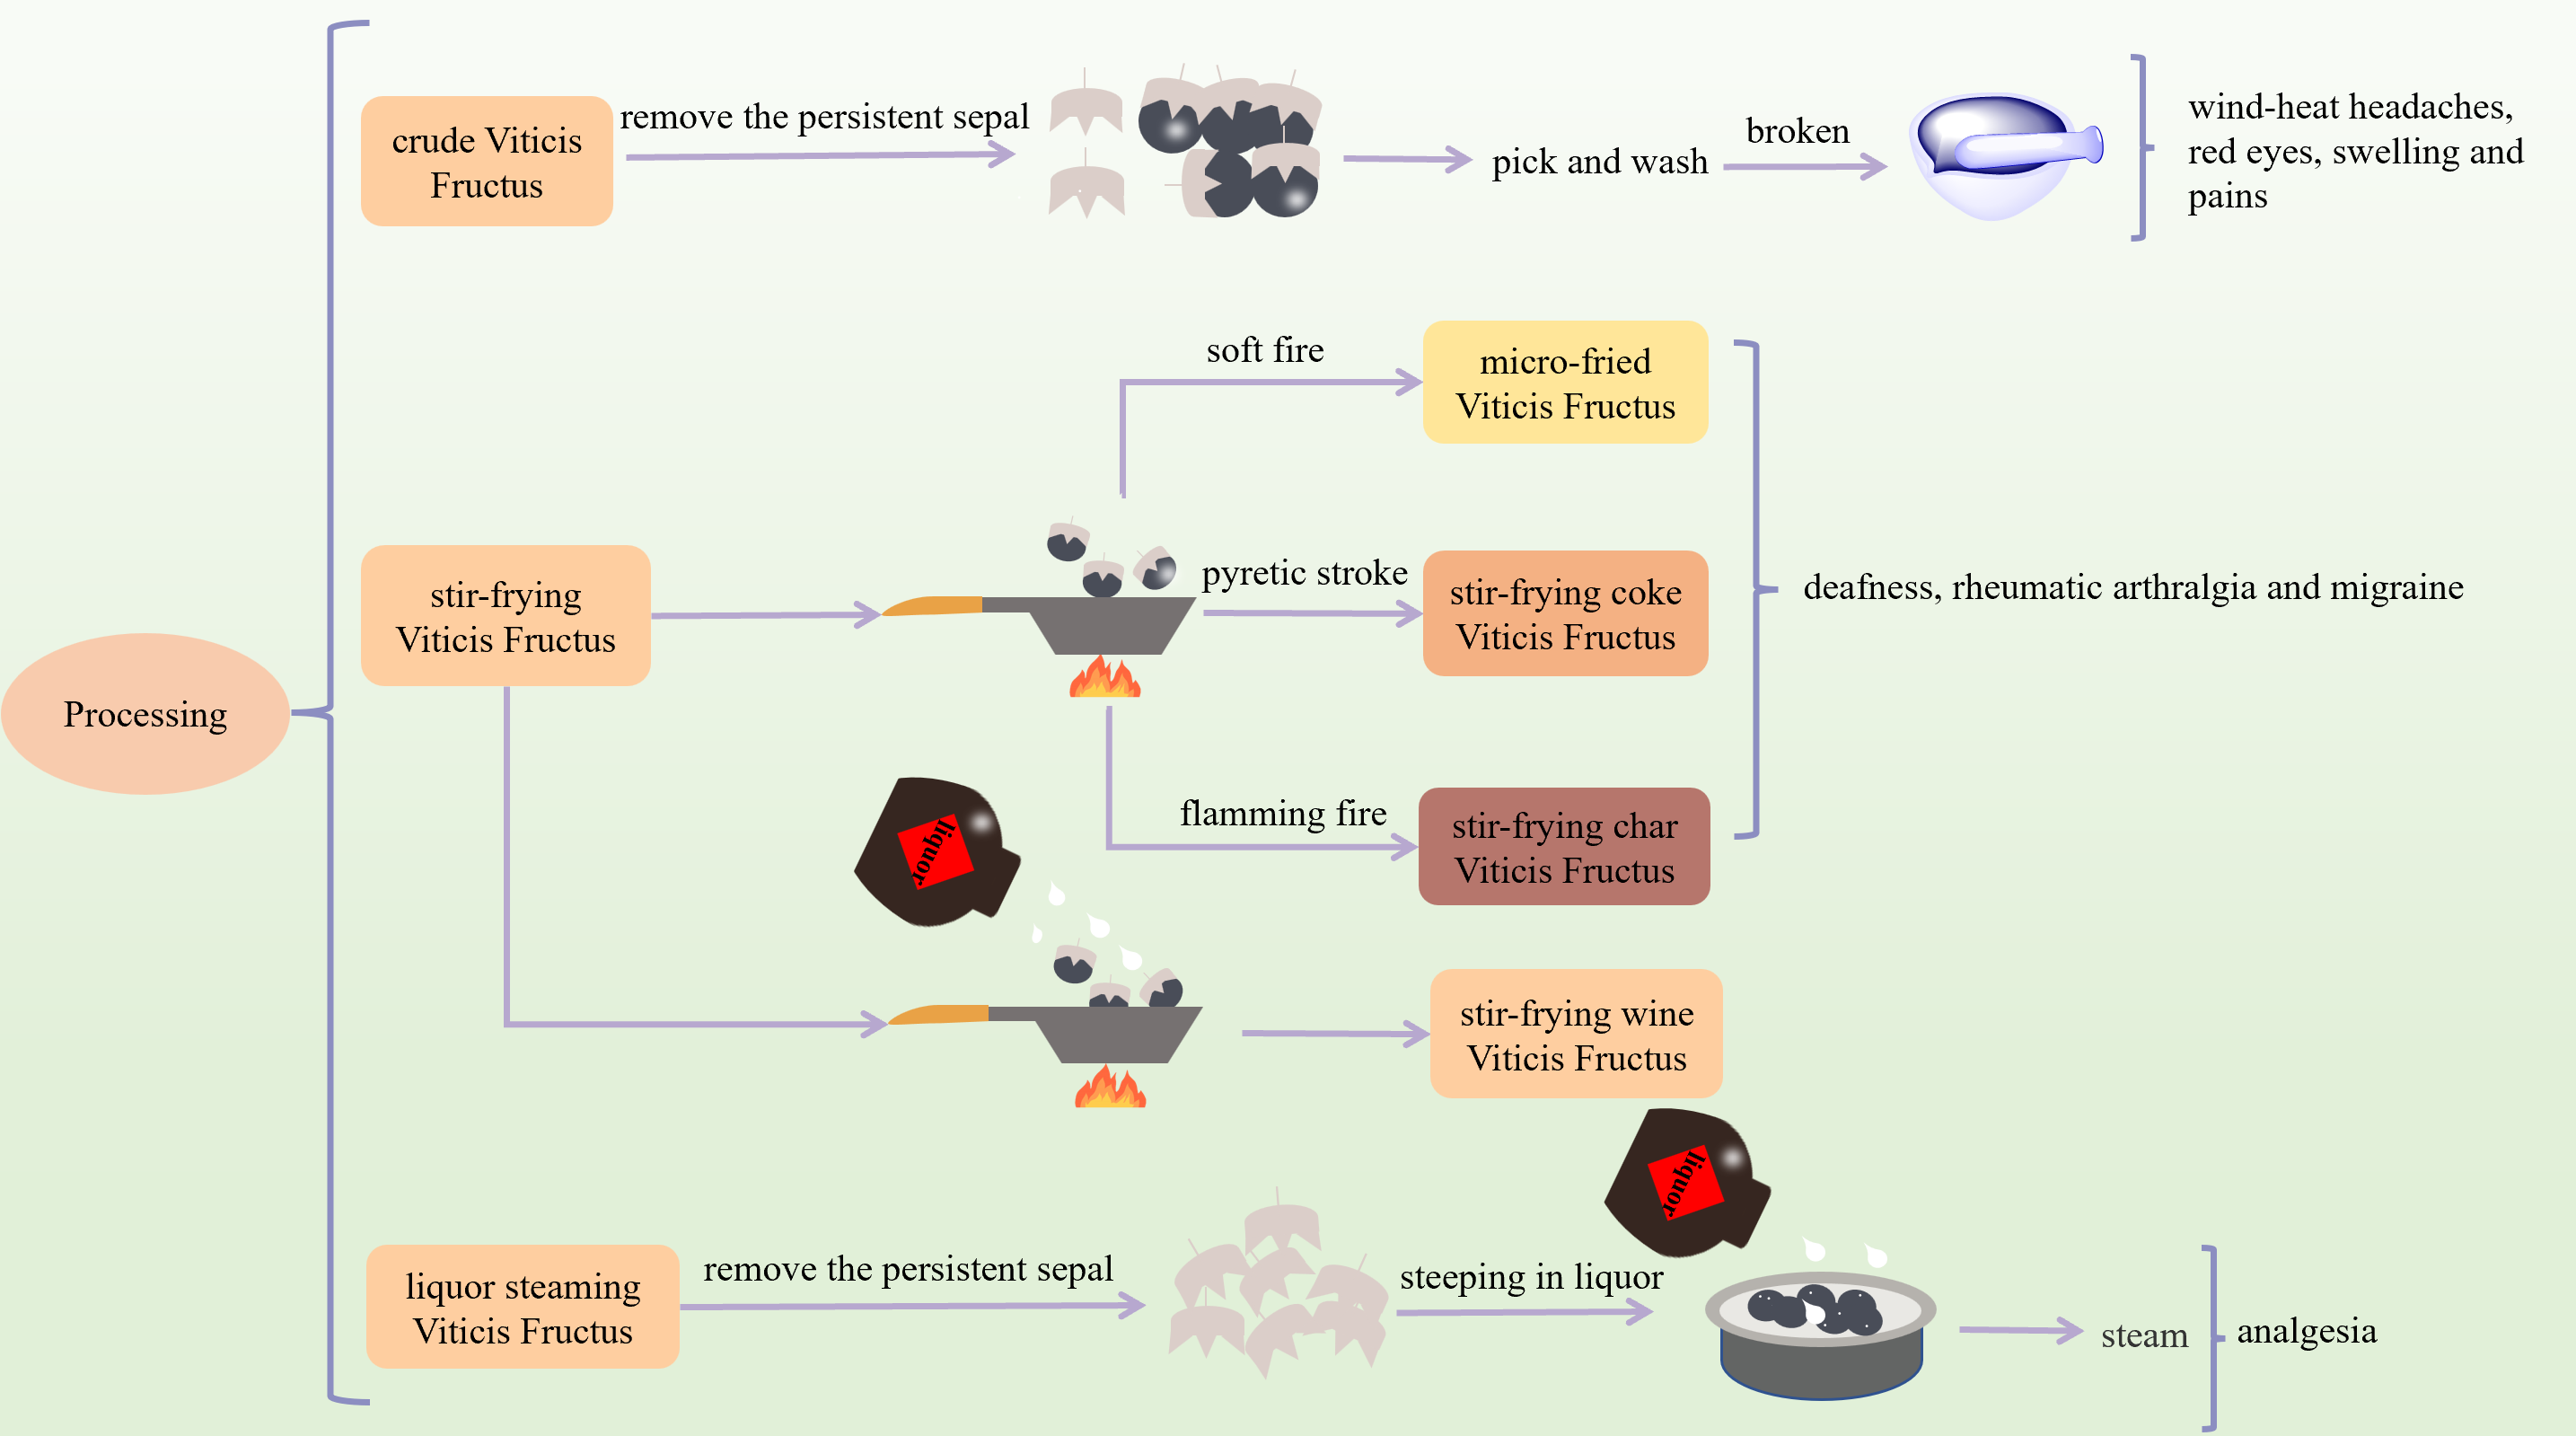 Processing
crude Viticis
Fructus
remove the persistent sepal
pick and wash
broken
wind-heat headaches,
red eyes, swelling and
pains
stir-frying
Viticis Fructus
soft fire
micro-fried
Viticis Fructus
pyretic stroke
stir-frying coke
Viticis Fructus
flamming fire
stir-frying char
Viticis Fructus
deafness, rheumatic arthralgia and migraine
liquor
stir-frying wine
Viticis Fructus
liquor steaming
Viticis Fructus
remove the persistent sepal
steeping in liquor
liquor
steam
analgesia